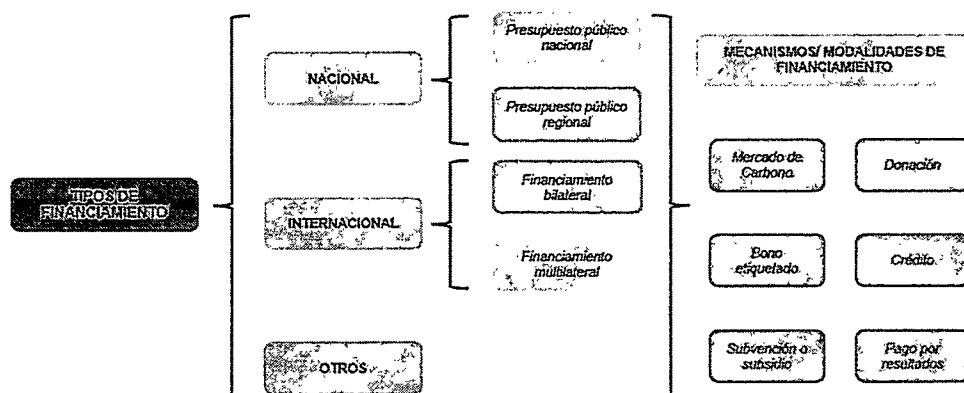 TIPOS DE
FINANCIAMIENTO
NACIONAL
INTERNACIONAL
OTROS
Presupuesto público
nacional
Presupuesto público
regional
Financiamiento
bilateral
Financiamiento
multilateral
MECANISMOS/ MODALIDADES DE
FINANCIAMIENTO
Mercado de
Carbono
Donación
Bono
etiquetado
Crédito
Subvención o
subsidio
Pago por
resultados